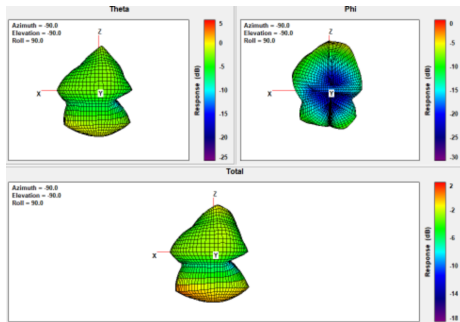 Theta
Azimuth = -90.0
Elevation = -90.0
Roll = 90.0
Z
X
Y
Response (dB)
5
0
-5
-10
-15
-20
-25
Phi
Azimuth = -90.0
Elevation = -90.0
Roll = 90.0
Z
X
Y
Response (dB)
0
-5
-10
-15
-20
-25
-30
Total
Azimuth = -90.0
Elevation = -90.0
Roll = 90.0
Z
X
Y
Response (dB)
2
-2
-6
-10
-14
-18